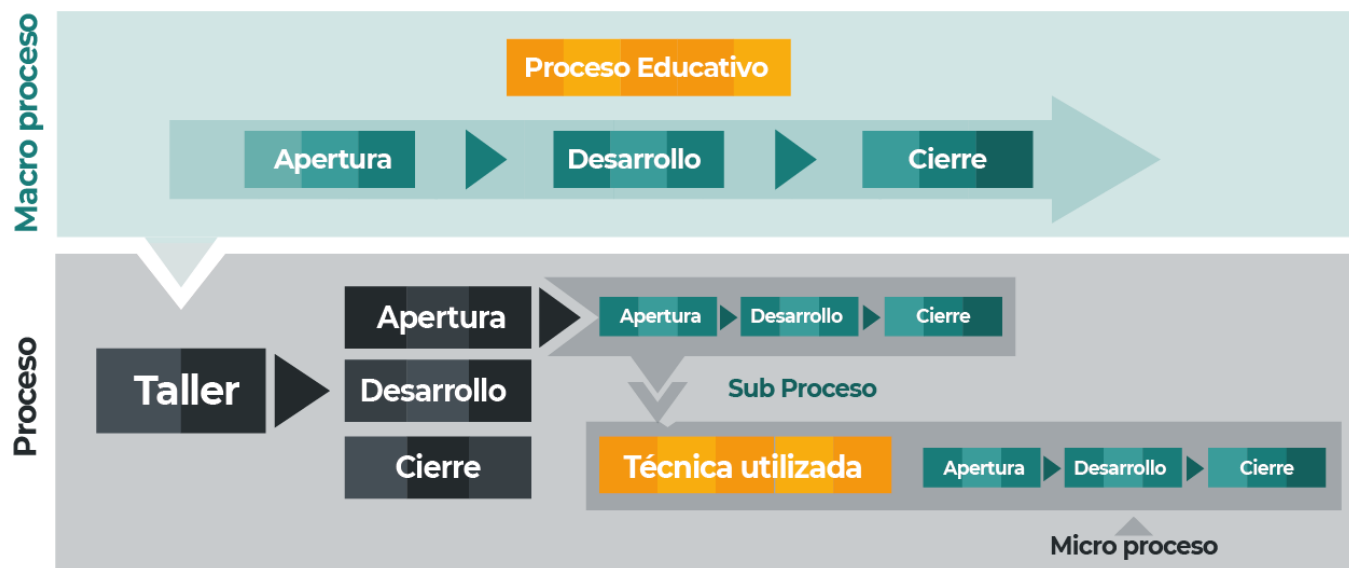 Macro proceso
Proceso Educativo
Apertura
Desarrollo
Cierre
Proceso
Taller
Apertura
Desarrollo
Cierre
Apertura
Desarrollo
Cierre
Sub Proceso
Técnica utilizada
Apertura
Desarrollo
Cierre
Micro proceso